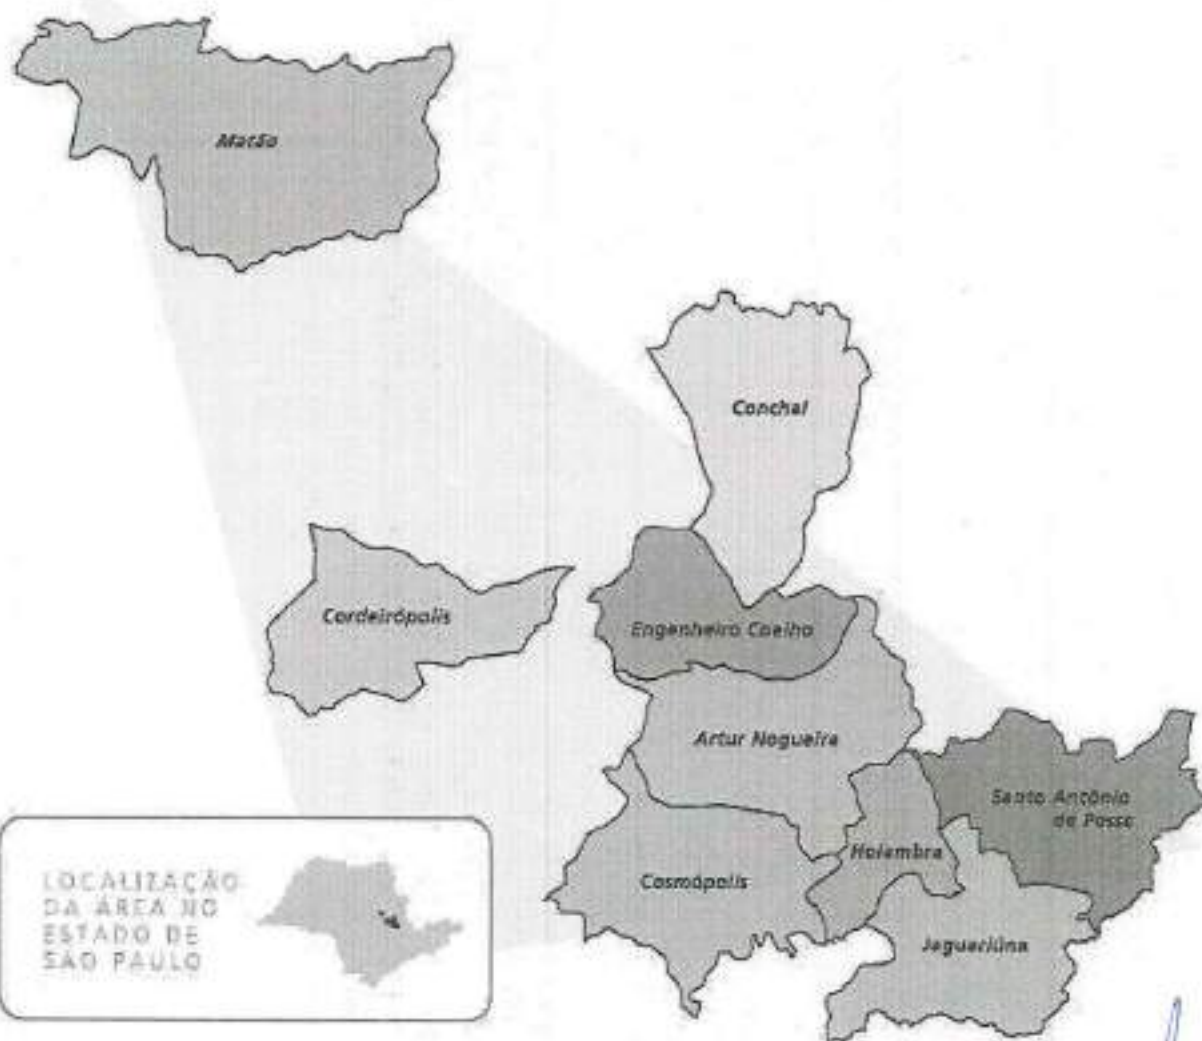 Matão
Conchal
Cordeirópolis
Engenheiro Coelho
Artur Nogueira
Santo Antônio
de Posse
Holambra
Cosmópolis
Jaguariúna
LOCALIZAÇÃO
DA ÁREA NO
ESTADO DE
SÃO PAULO